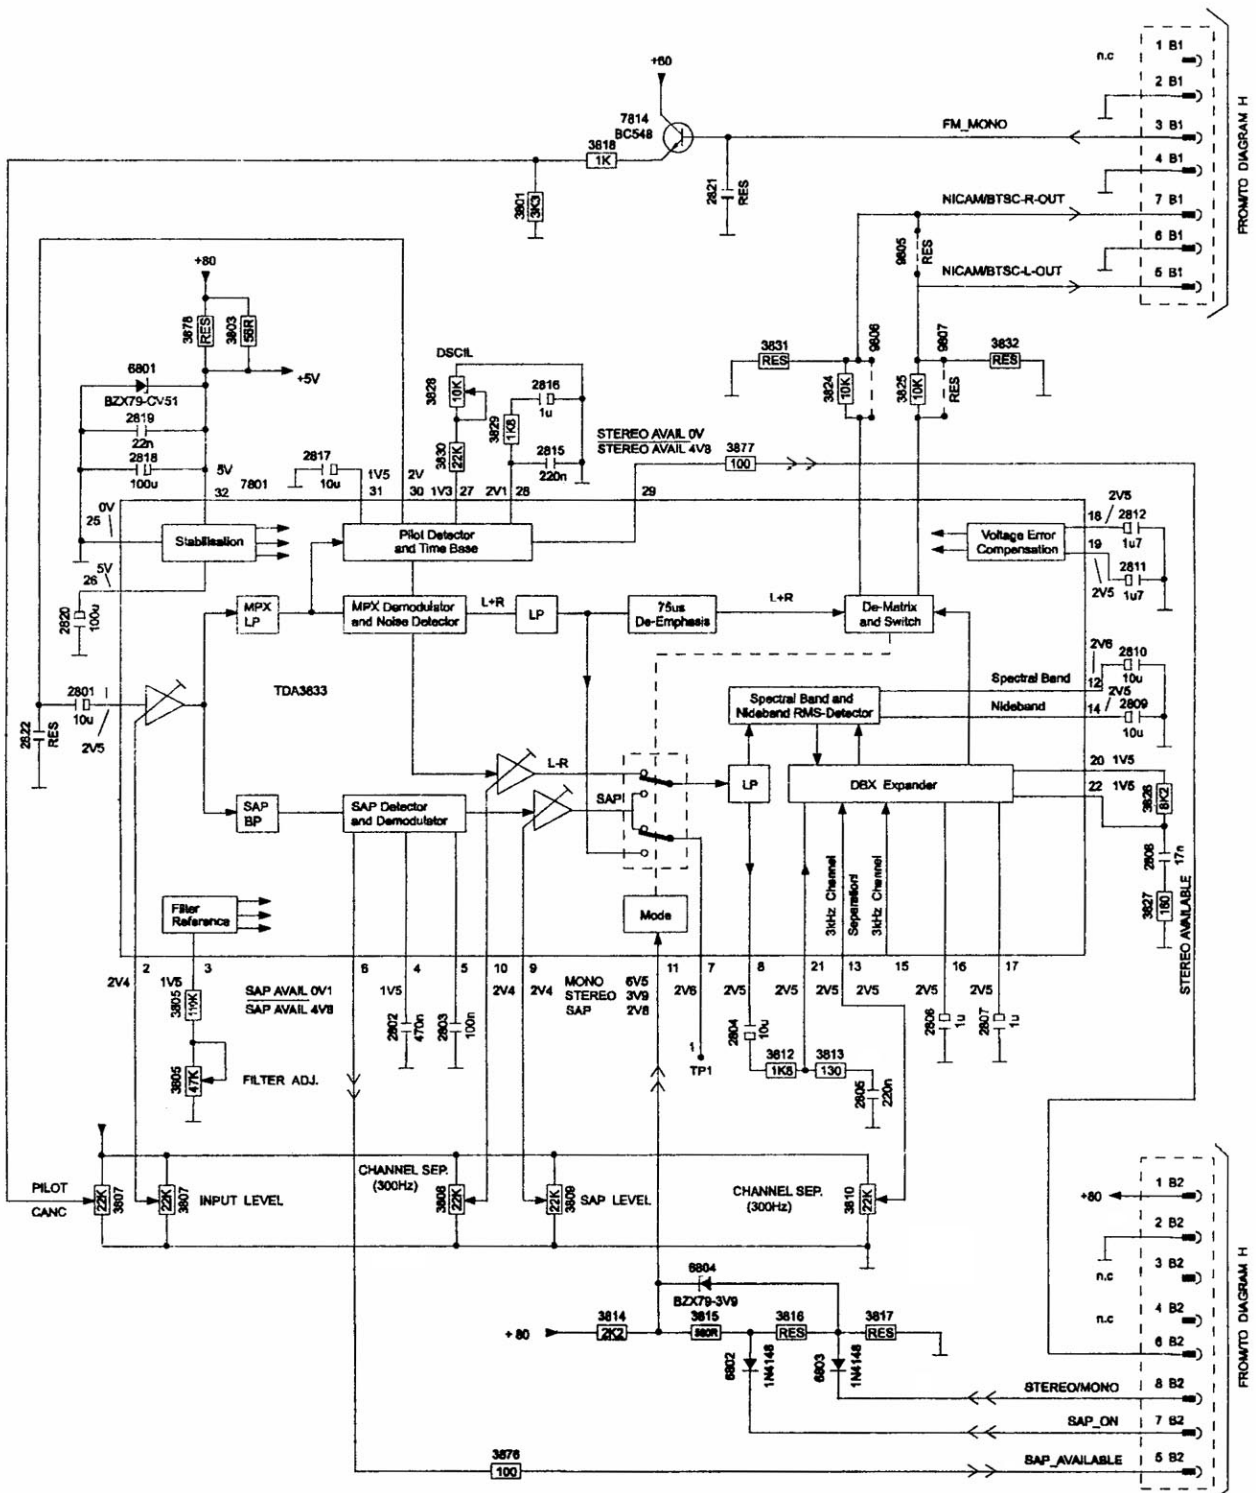 n.c
1 B1
2 B1
FM_MONO
3 B1
4 B1
NICAM/BTSC-R-OUT
7 B1
6 B1
NICAM/BTSC-L-OUT
5 B1
FROM/TO DIAGRAM H
+60
7814
BC548
3818
1K
3801
3K3
2821
RES
9805
RES
+80
3878
RES
3803
56R
+5V
6801
BZX79-CV51
2819
22n
2818
100u
5V
32
7801
2817
10u
1V5
31
2V
30
1V3
27
2V1
28
29
DSCIL
3828
10K
3830
22K
3829
1K8
2816
1u
2815
220n
STEREO AVAIL 0V
STEREO AVAIL 4V8
3877
100
3831
RES
3824
10K
9806
3825
10K
9807
RES
3832
RES
0V
25
5V
26
2820
100u
Stabilisation
Pilot Detector
and Time Base
Voltage Error
Compensation
18
2V5
2812
1u7
19
2V5
2811
1u7
MPX
LP
MPX Demodulator
and Noise Detector
L+R
LP
75us
De-Emphasis
L+R
De-Matrix
and Switch
TDA3833
2801
10u
2V5
2822
RES
L-R
SAP
Spectral Band and
Nideband RMS-Detector
Spectral Band
Nideband
2V6
12
2810
10u
2V5
14
2809
10u
SAP
BP
SAP Detector
and Demodulator
LP
DBX Expander
20
1V5
22
1V5
3826
8K2
2808
17n
3827
180
STEREO AVAILABLE
Filter
Reference
Mode
3kHz Channel
Separation!
3kHz Channel
2
3
6
4
5
10
9
11
7
8
21
13
15
16
17
2V4
1V5
SAP AVAIL 0V1
SAP AVAIL 4V8
1V5
2V4
2V4
MONO 6V5
STEREO 3V9
SAP 2V8
2V6
2V5
2V5
2V5
2V5
2V5
2V5
3805
2802
470n
2803
100n
3805
47K
FILTER ADJ.
1
TP1
2804
10u
3812
1K8
3813
130
2805
220n
2806
1u
2807
1u
PILOT
CANC
22K
3807
22K
3807
INPUT LEVEL
CHANNEL SEP.
(300Hz)
3808
22K
22K
3809
SAP LEVEL
CHANNEL SEP.
(300Hz)
3810
22K
6804
BZX79-3V9
+ 80
3814
2K2
3815
3816
RES
3817
RES
6802
1N4148
6803
1N4148
3876
100
+80
1 B2
2 B2
n.c
3 B2
n.c
4 B2
6 B2
STEREO/MONO
8 B2
SAP_ON
7 B2
SAP_AVAILABLE
5 B2
FROM/TO DIAGRAM H